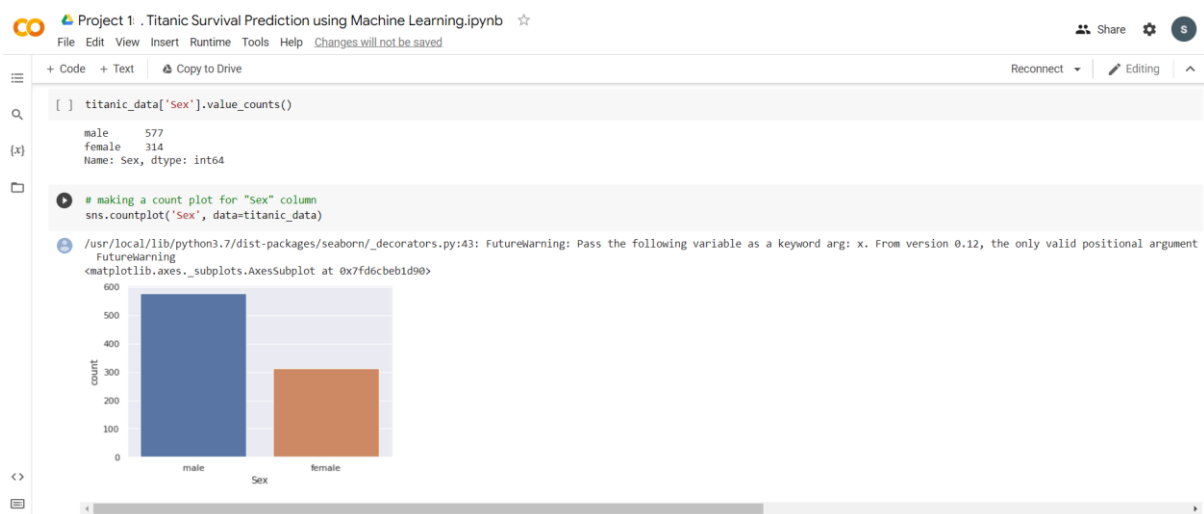 Project 1: . Titanic Survival Prediction using Machine Learning.ipynb
File Edit View Insert Runtime Tools Help Changes will not be saved
Share
S
+ Code + Text Copy to Drive
Reconnect
Editing
[ ] titanic_data['Sex'].value_counts()
male 577
female 314
Name: Sex, dtype: int64
{x}
# making a count plot for "Sex" column
sns.countplot('Sex', data=titanic_data)
/usr/local/lib/python3.7/dist-packages/seaborn/_decorators.py:43: FutureWarning: Pass the following variable as a keyword arg: x. From version 0.12, the only valid positional argument
FutureWarning
<matplotlib.axes._subplots.AxesSubplot at 0x7fd6cbeb1d90>
600
500
400
300
200
100
0
count
male female
Sex